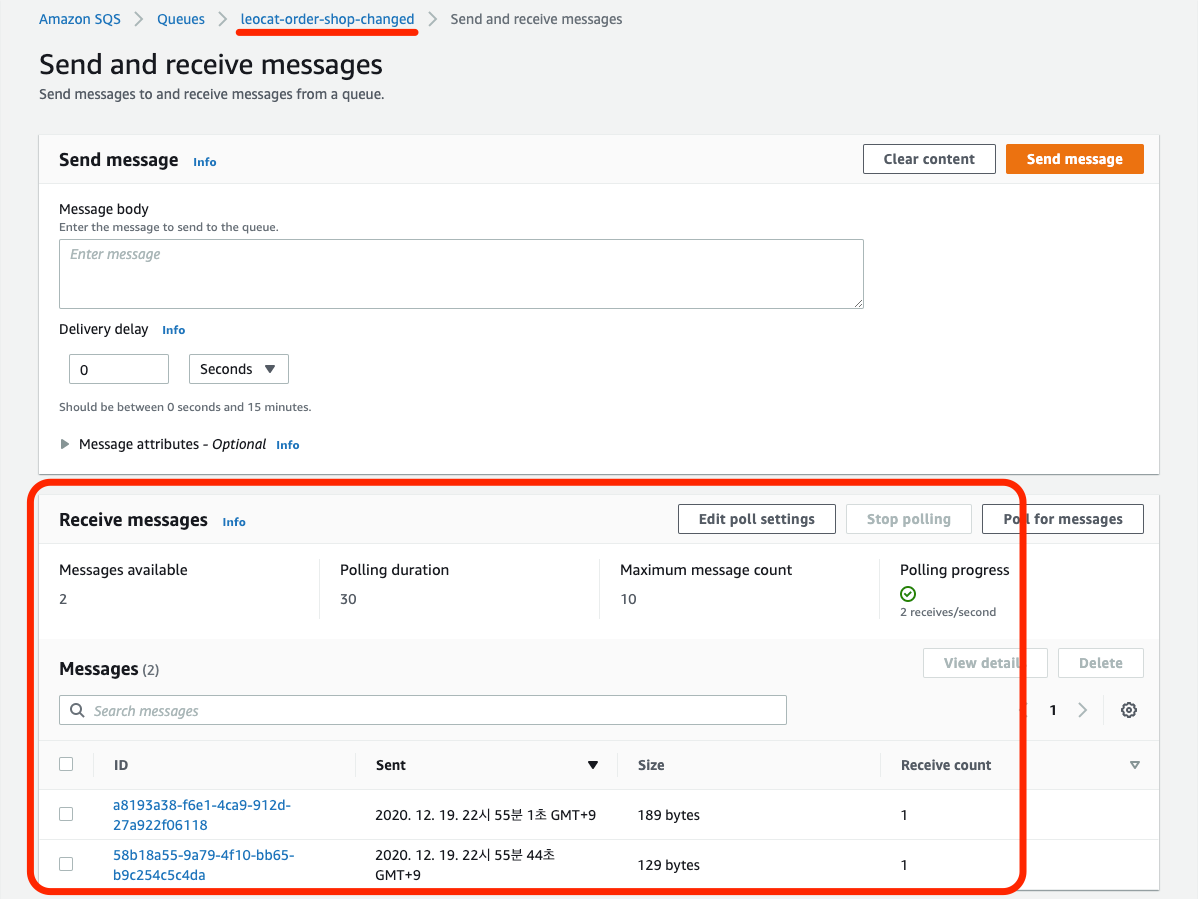 Amazon SQS > Queues > leocat-order-shop-changed > Send and receive messages
Send and receive messages
Send messages to and receive messages from a queue.
Send message Info Clear content Send message
Message body
Enter the message to send to the queue.
Enter message
Delivery delay Info
0 Seconds
Should be between 0 seconds and 15 minutes.
Message attributes - Optional Info
Receive messages Info Edit poll settings Stop polling Poll for messages
Messages available Polling duration Maximum message count Polling progress
2 30 10
2 receives/second
Messages (2) View details Delete
Search messages 1
ID Sent Size Receive count
a8193a38-f6e1-4ca9-912d-
27a922f06118
2020. 12. 19. 22시 55분 1초 GMT+9 189 bytes 1
58b18a55-9a79-4f10-bb65-
b9c254c5c4da
2020. 12. 19. 22시 55분 44초
GMT+9
129 bytes 1